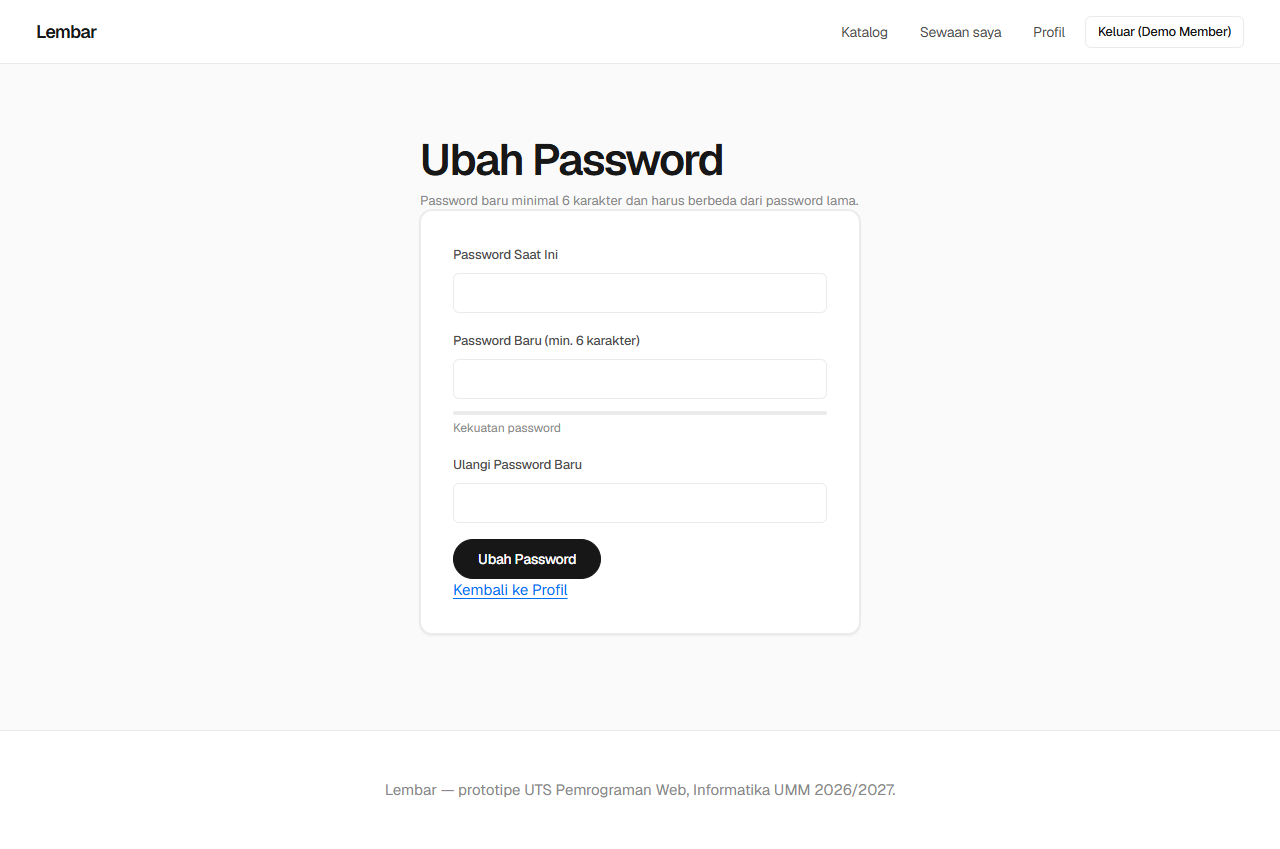 Lembar
Katalog
Sewaan saya
Profil
Keluar (Demo Member)
Ubah Password
Password baru minimal 6 karakter dan harus berbeda dari password lama.
Password Saat Ini
Password Baru (min. 6 karakter)
Kekuatan password
Ulangi Password Baru
Ubah Password
Kembali ke Profil
Lembar — prototipe UTS Pemrograman Web, Informatika UMM 2026/2027.